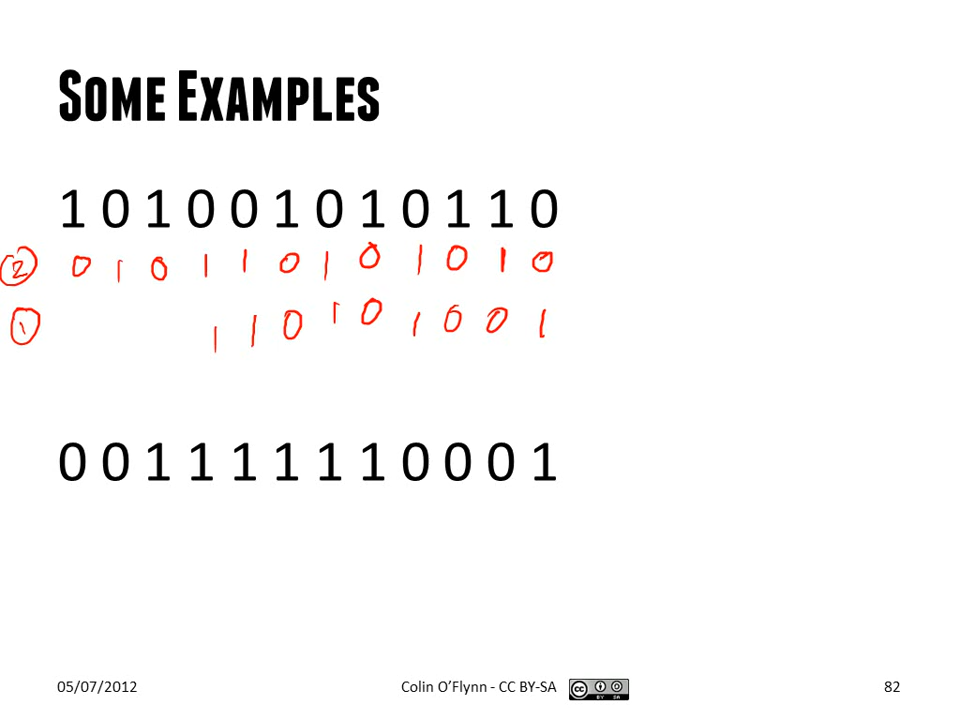 SOME EXAMPLES
1 0 1 0 0 1 0 1 0 1 1 0
② 0 1 0 1 1 0 1 0 1 0 1 0
① 1 1 0 1 0 1 0 0 1
0 0 1 1 1 1 1 1 0 0 0 1
05/07/2012 Colin O'Flynn - CC BY-SA cc BY SA 82